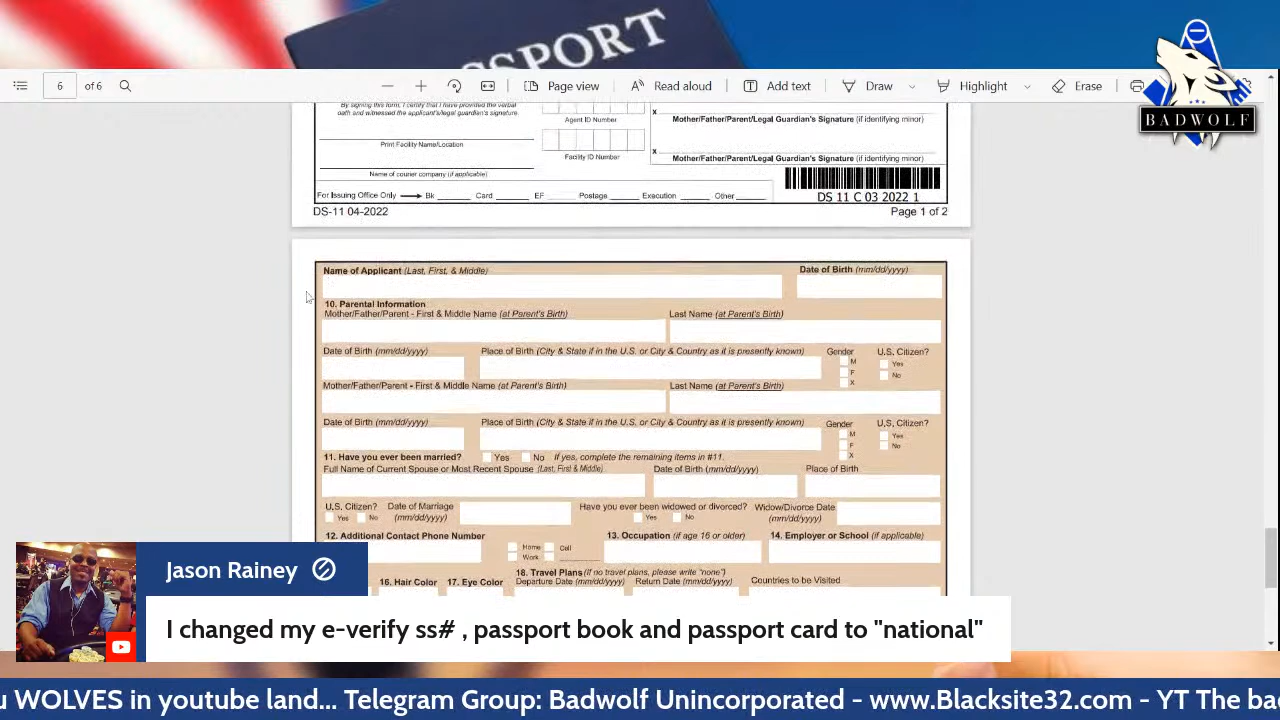 SPORT
BADWOLF
6 of 6
Page view
Read aloud
Add text
Draw
Highlight
Erase
By signing this form, I certify that I have provided the verbal
oath and witnessed the applicant's/legal guardian's signature.
Agent ID Number
x
Mother/Father/Parent/Legal Guardian's Signature (if identifying minor)
Print Facility Name/Location
Facility ID Number
x
Mother/Father/Parent/Legal Guardian's Signature (if identifying minor)
Name of courier company (if applicable)
For Issuing Office Only Bk Card EF Postage Execution Other
DS 11 C 03 2022 1
DS-11 04-2022 Page 1 of 2
Name of Applicant (Last, First, & Middle) Date of Birth (mm/dd/yyyy)
10. Parental Information
Mother/Father/Parent - First & Middle Name (at Parent's Birth) Last Name (at Parent's Birth)
Date of Birth (mm/dd/yyyy) Place of Birth (City & State if in the U.S. or City & Country as it is presently known) Gender U.S. Citizen?
M Yes
F No
X
Mother/Father/Parent - First & Middle Name (at Parent's Birth) Last Name (at Parent's Birth)
Date of Birth (mm/dd/yyyy) Place of Birth (City & State if in the U.S. or City & Country as it is presently known) Gender U.S. Citizen?
M Yes
F No
X
11. Have you ever been married? Yes No If yes, complete the remaining items in #11.
Full Name of Current Spouse or Most Recent Spouse (Last, First & Middle) Date of Birth (mm/dd/yyyy) Place of Birth
U.S. Citizen? Date of Marriage Have you ever been widowed or divorced? Widow/Divorce Date
Yes No (mm/dd/yyyy) Yes No (mm/dd/yyyy)
12. Additional Contact Phone Number 13. Occupation (if age 16 or older) 14. Employer or School (if applicable)
Home Cell
Work
18. Travel Plans (if no travel plans, please write "none")
16. Hair Color 17. Eye Color Departure Date (mm/dd/yyyy) Return Date (mm/dd/yyyy) Countries to be Visited
Jason Rainey
I changed my e-verify ss# , passport book and passport card to "national"
u WOLVES in youtube land... Telegram Group: Badwolf Unincorporated - www.Blacksite32.com - YT The ba